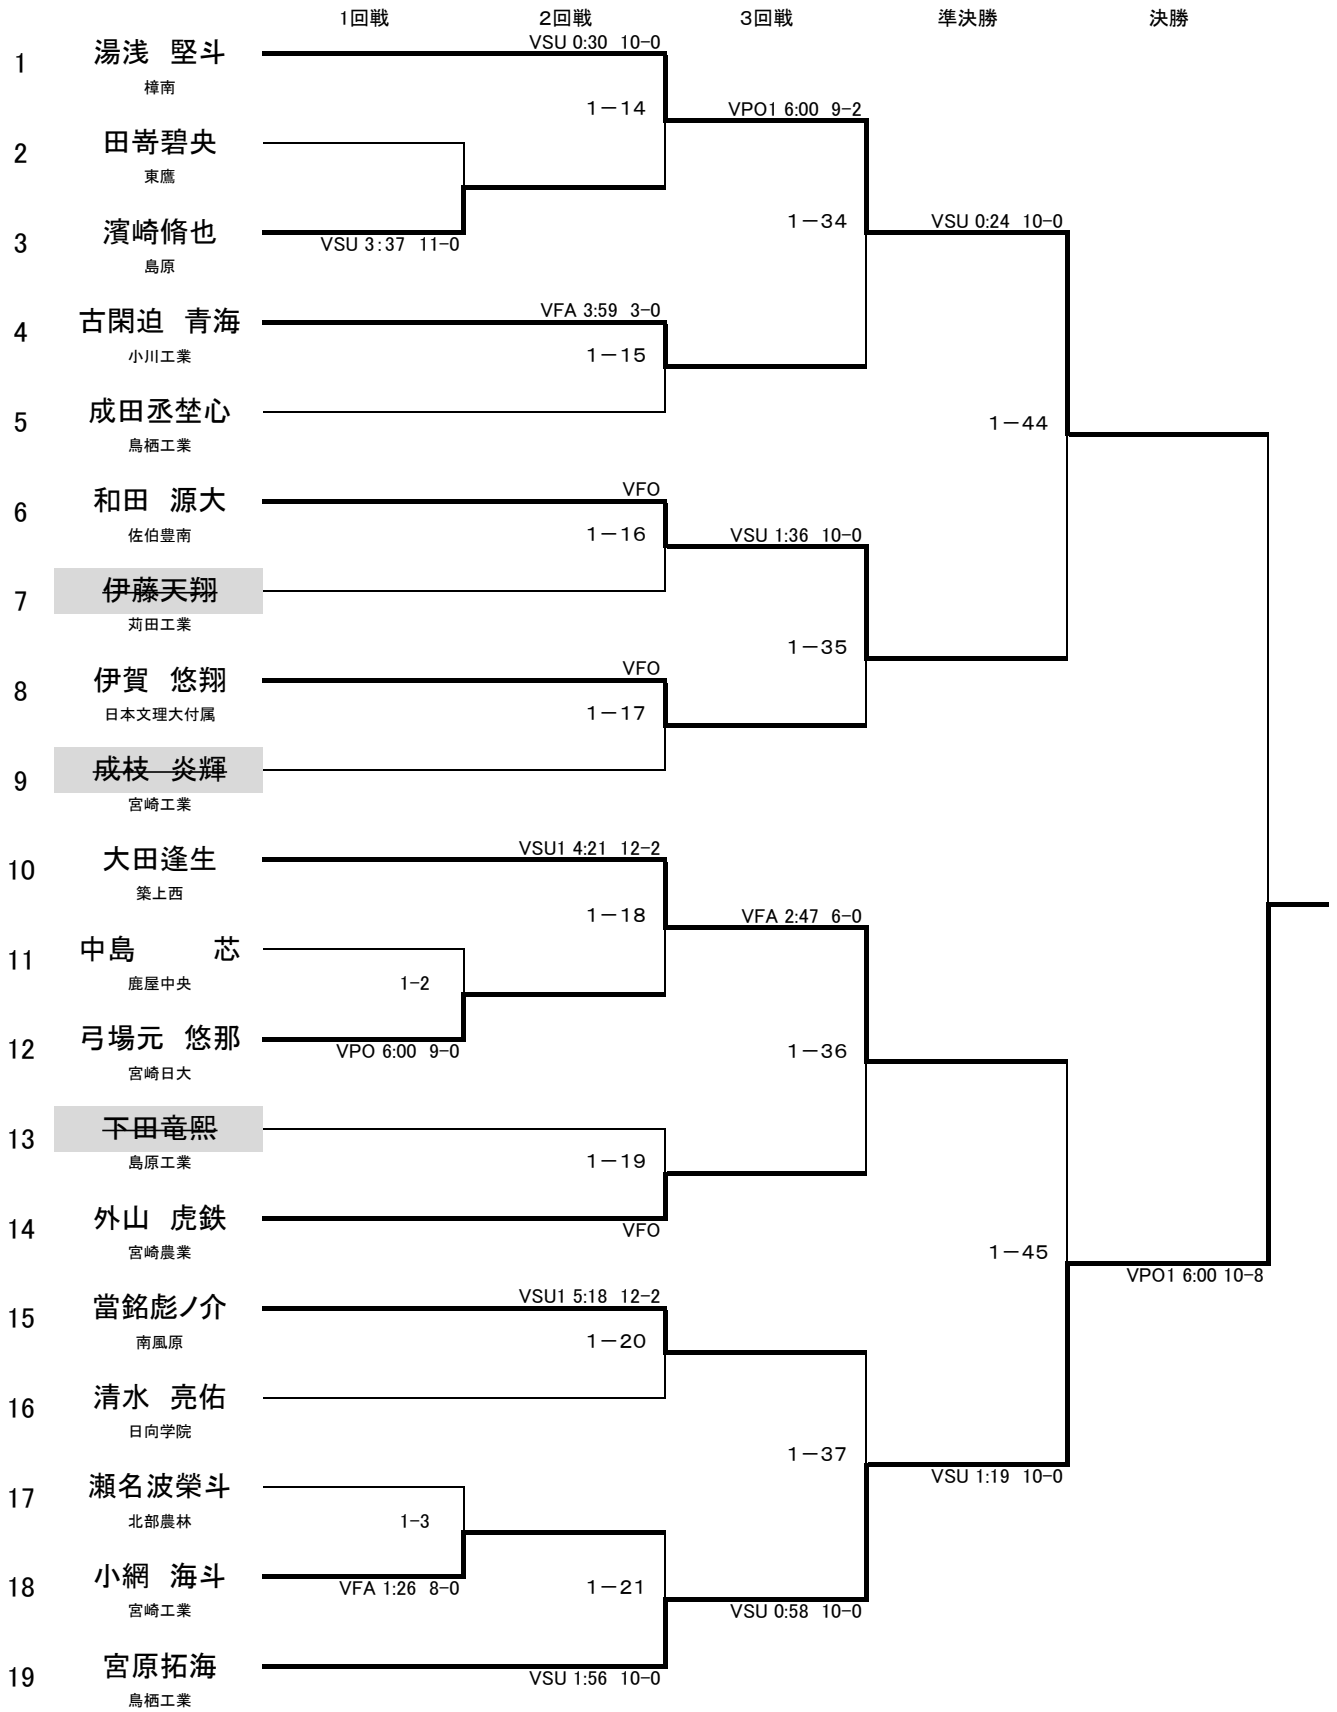 1回戦 2回戦 3回戦 準決勝 決勝
VSU 0:30 10-0
1 湯浅 堅斗
樟南
1－14
VPO1 6:00 9-2
2 田嵜碧央
東鷹
1－34
VSU 0:24 10-0
3 濱崎脩也
VSU 3:37 11-0
島原
VFA 3:59 3-0
4 古閑迫 青海
小川工業
1－15
5 成田丞埜心
1－44
鳥栖工業
VFO
6 和田 源大
佐伯豊南
1－16
VSU 1:36 10-0
7 伊藤天翔
苅田工業
1－35
VFO
8 伊賀 悠翔
日本文理大付属
1－17
9 成枝 炎輝
宮崎工業
VSU1 4:21 12-2
10 大田逢生
築上西
1－18
VFA 2:47 6-0
11 中島 芯
鹿屋中央
1-2
12 弓場元 悠那
VPO 6:00 9-0
1－36
宮崎日大
13 下田竜熙
島原工業
1－19
14 外山 虎鉄
VFO
宮崎農業
1－45
VPO1 6:00 10-8
VSU1 5:18 12-2
15 當銘彪ノ介
南風原
1－20
16 清水 亮佑
日向学院
1－37
VSU 1:19 10-0
17 瀬名波榮斗
北部農林
1-3
18 小網 海斗
VFA 1:26 8-0
1－21
宮崎工業
VSU 0:58 10-0
19 宮原拓海
VSU 1:56 10-0
鳥栖工業